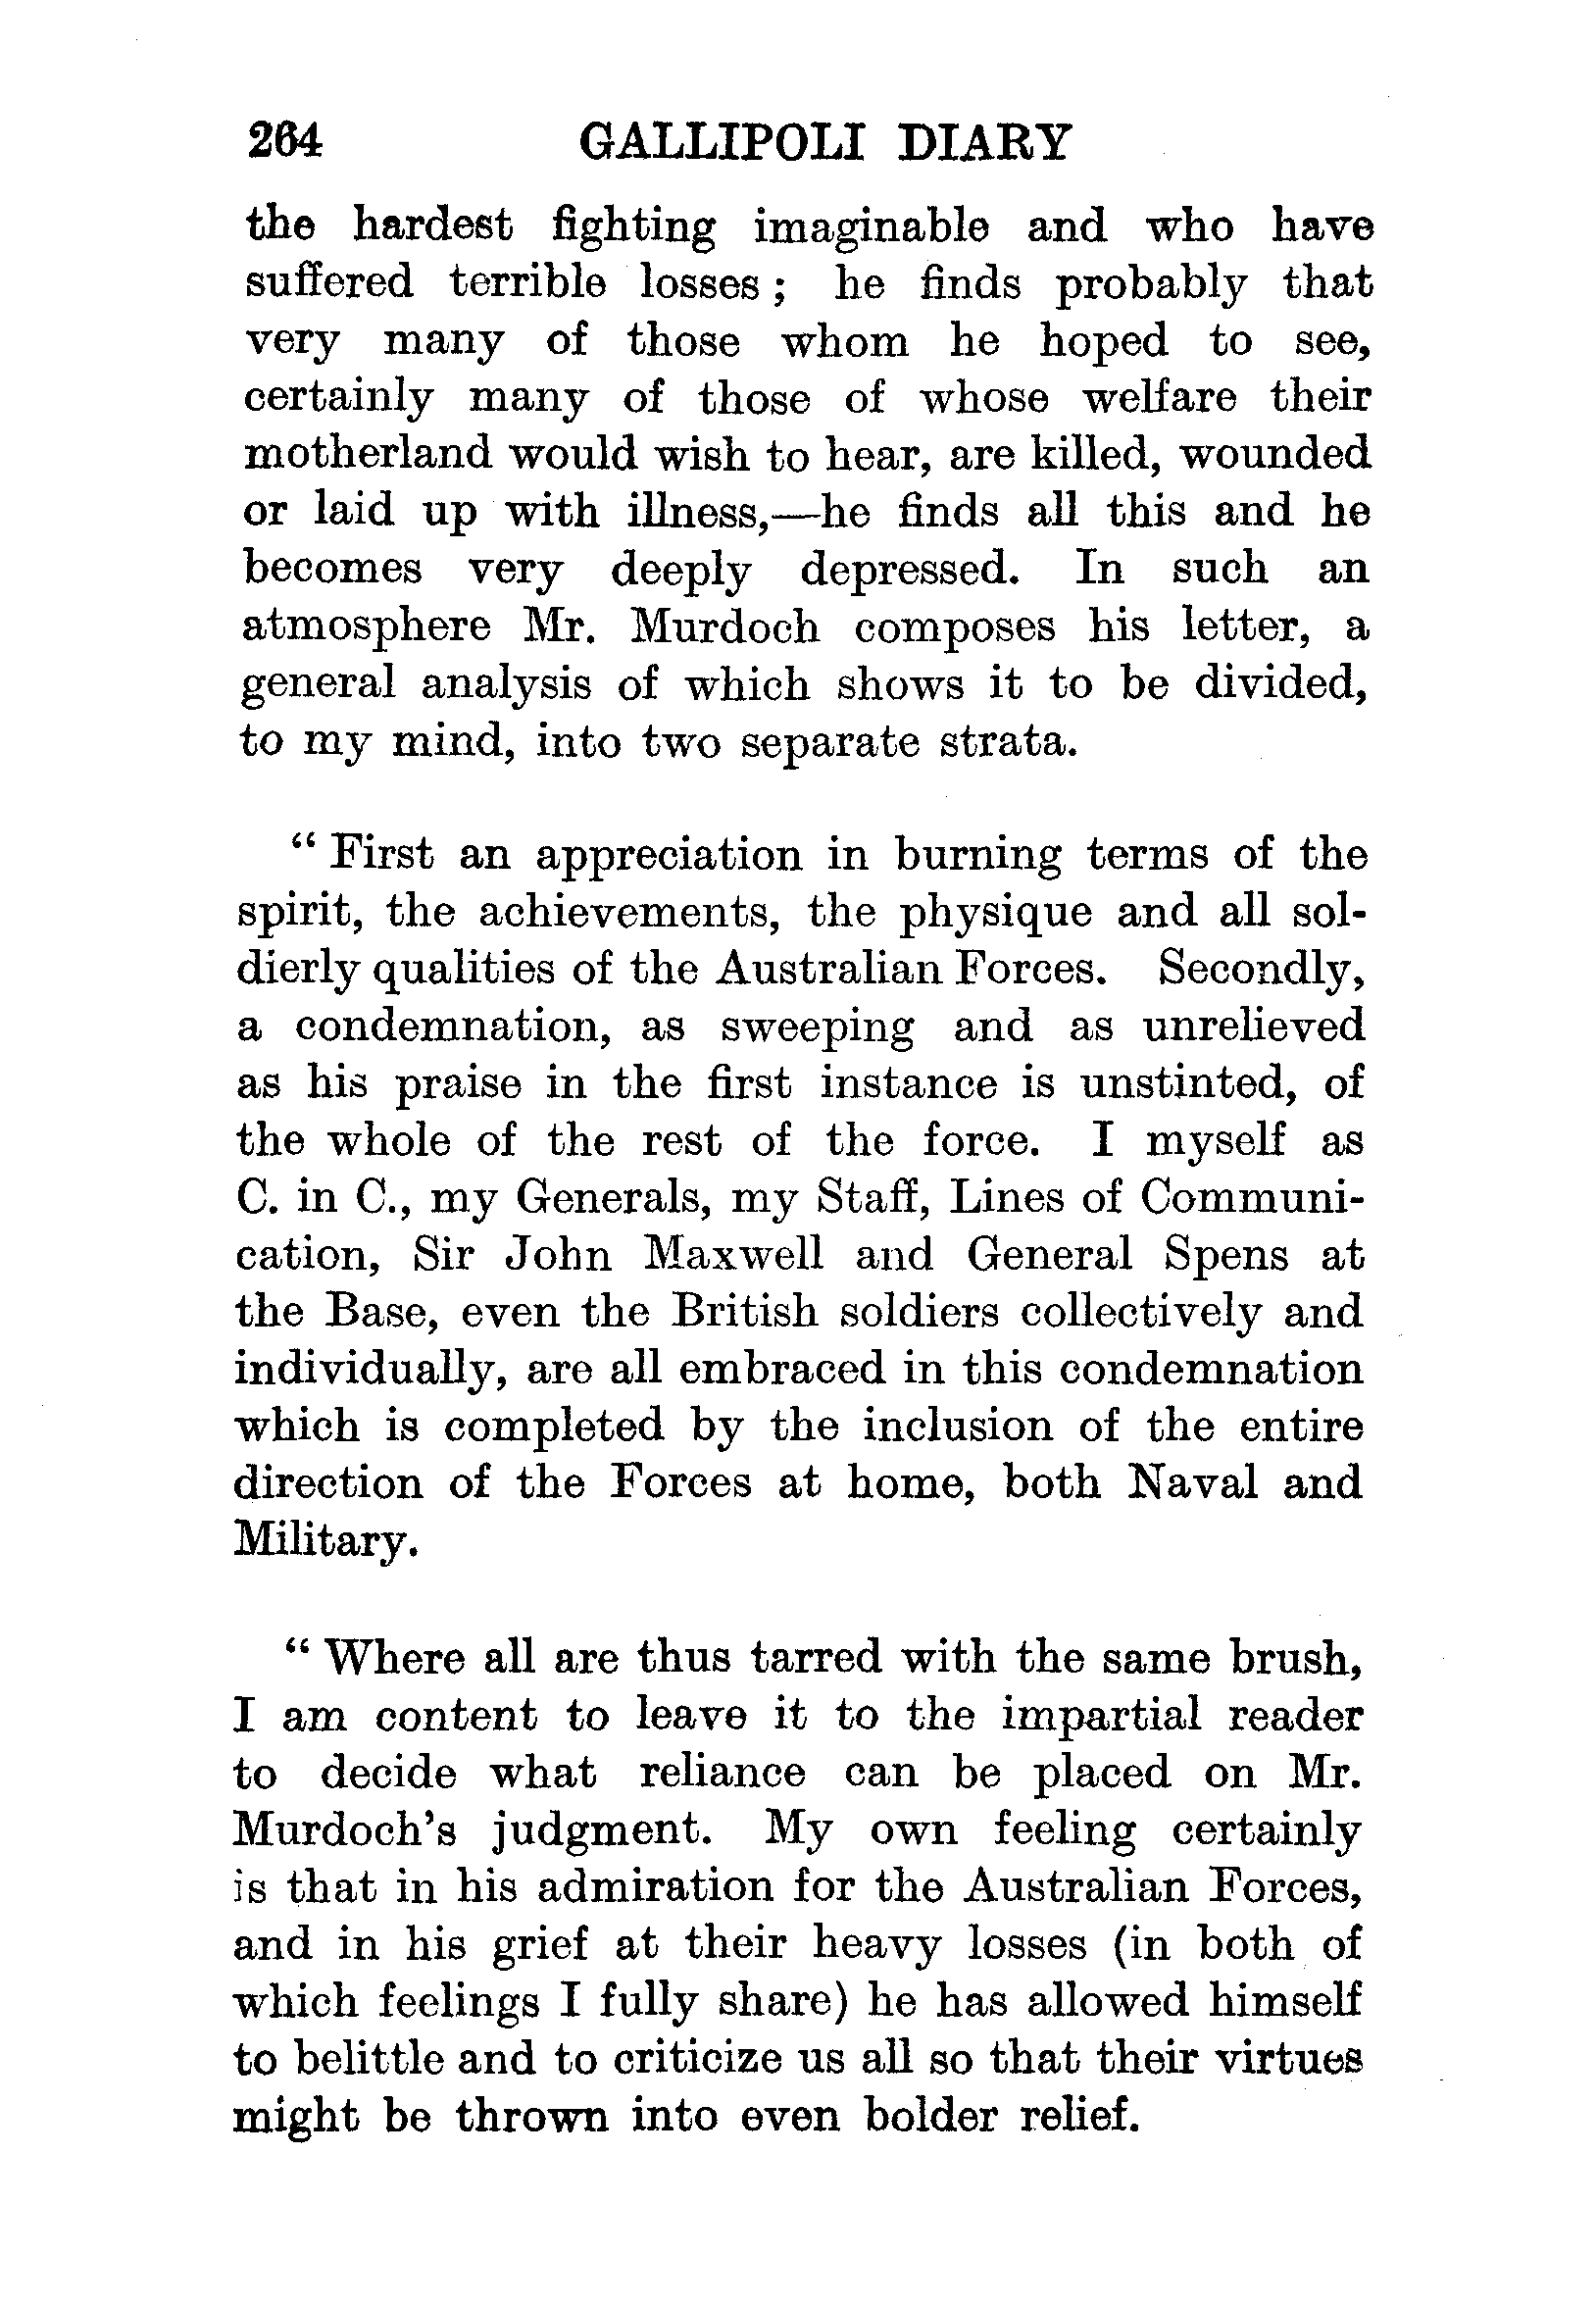 264 GALLIPOLI DIARY
the hardest fighting imaginable and who have
suffered terrible losses ; he finds probably that
very many of those whom he hoped to see,
certainly many of those of whose welfare their
motherland would wish to hear, are killed, wounded
or laid up with illness,—he finds all this and he
becomes very deeply depressed. In such an
atmosphere Mr. Murdoch composes his letter, a
general analysis of which shows it to be divided,
to my mind, into two separate strata.
“ First an appreciation in burning terms of the
spirit, the achievements, the physique and all sol-
dierly qualities of the Australian Forces. Secondly,
a condemnation, as sweeping and as unrelieved
as his praise in the first instance is unstinted, of
the whole of the rest of the force. I myself as
C. in C., my Generals, my Staff, Lines of Communi-
cation, Sir John Maxwell and General Spens at
the Base, even the British soldiers collectively and
individually, are all embraced in this condemnation
which is completed by the inclusion of the entire
direction of the Forces at home, both Naval and
Military.
“ Where all are thus tarred with the same brush,
I am content to leave it to the impartial reader
to decide what reliance can be placed on Mr.
Murdoch’s judgment. My own feeling certainly
is that in his admiration for the Australian Forces,
and in his grief at their heavy losses (in both of
which feelings I fully share) he has allowed himself
to belittle and to criticize us all so that their virtues
might be thrown into even bolder relief.